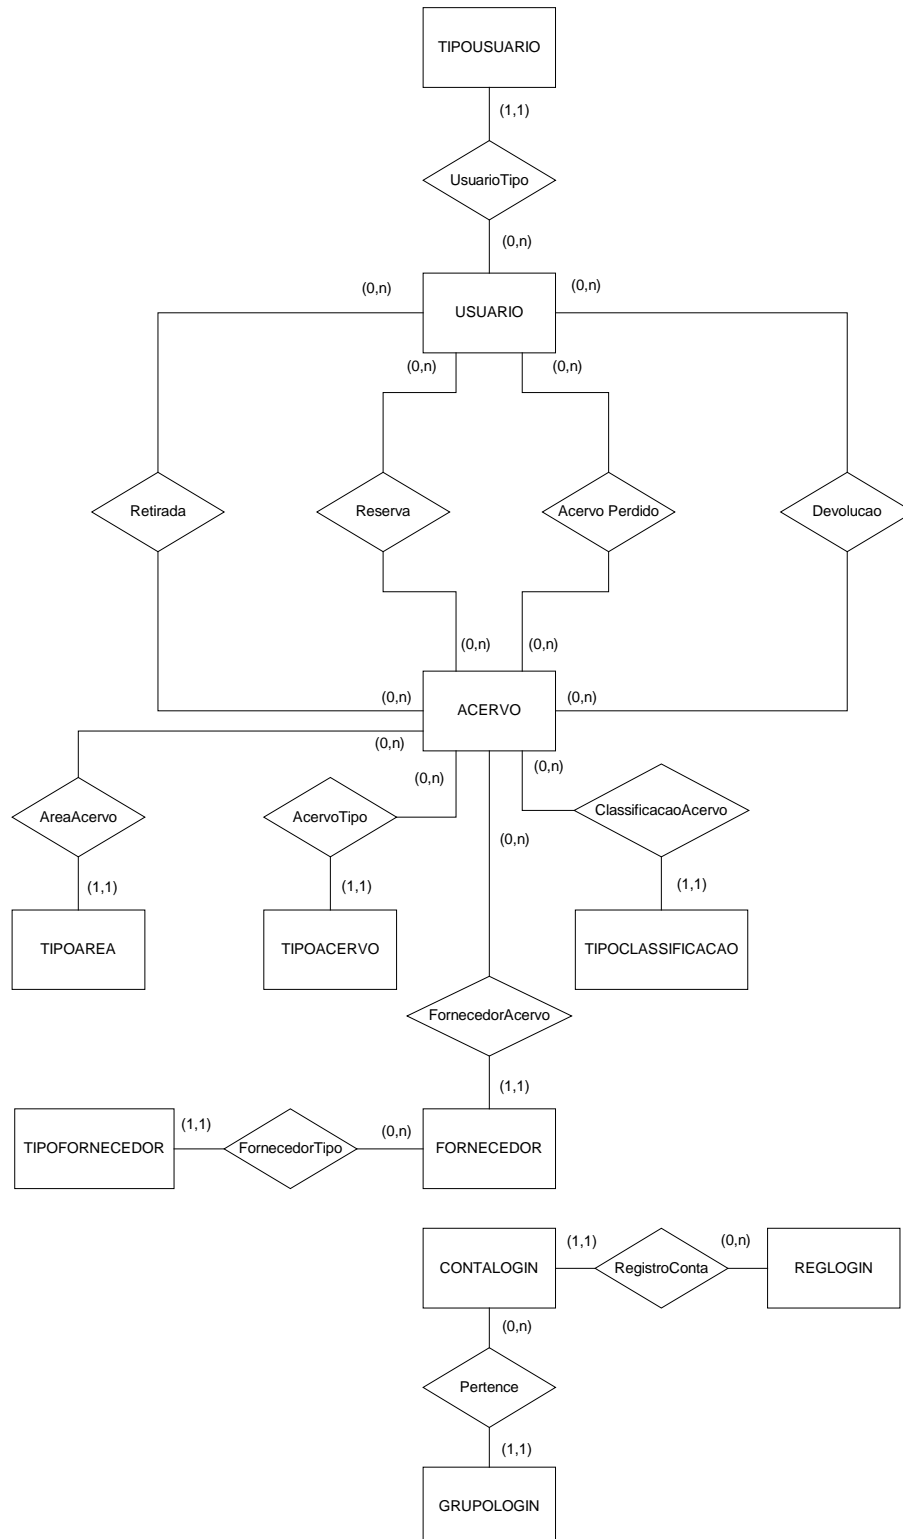 TIPOUSUARIO
(1,1)
UsuarioTipo
(0,n)
(0,n)
(0,n)
USUARIO
(0,n)
(0,n)
Retirada
Reserva
Acervo Perdido
Devolucao
(0,n)
(0,n)
(0,n)
ACERVO
(0,n)
(0,n)
(0,n)
(0,n)
AreaAcervo
AcervoTipo
ClassificacaoAcervo
(0,n)
(1,1)
(1,1)
(1,1)
TIPOAREA
TIPOACERVO
TIPOCLASSIFICACAO
FornecedorAcervo
(1,1)
TIPOFORNECEDOR
(1,1)
FornecedorTipo
(0,n)
FORNECEDOR
CONTALOGIN
(1,1)
RegistroConta
(0,n)
REGLOGIN
(0,n)
Pertence
(1,1)
GRUPOLOGIN